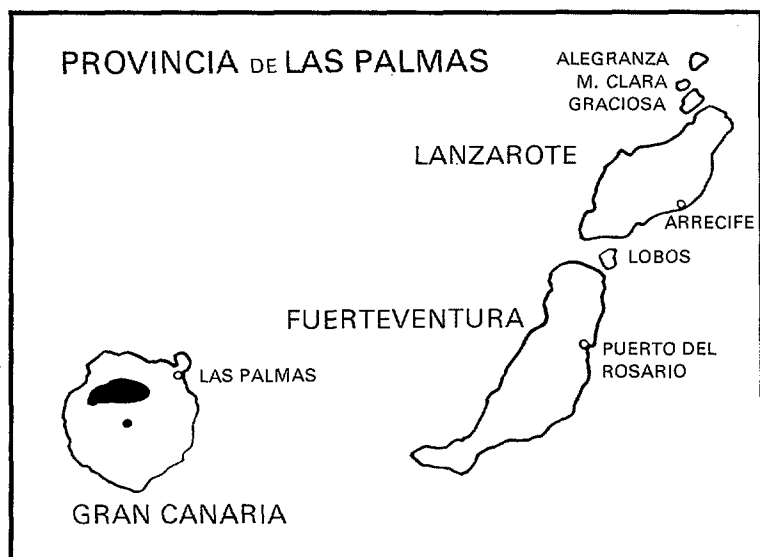 PROVINCIA DE LAS PALMAS
ALEGRANZA
M. CLARA
GRACIOSA
LANZAROTE
ARRECIFE
LOBOS
FUERTEVENTURA
PUERTO DEL
ROSARIO
LAS PALMAS
GRAN CANARIA